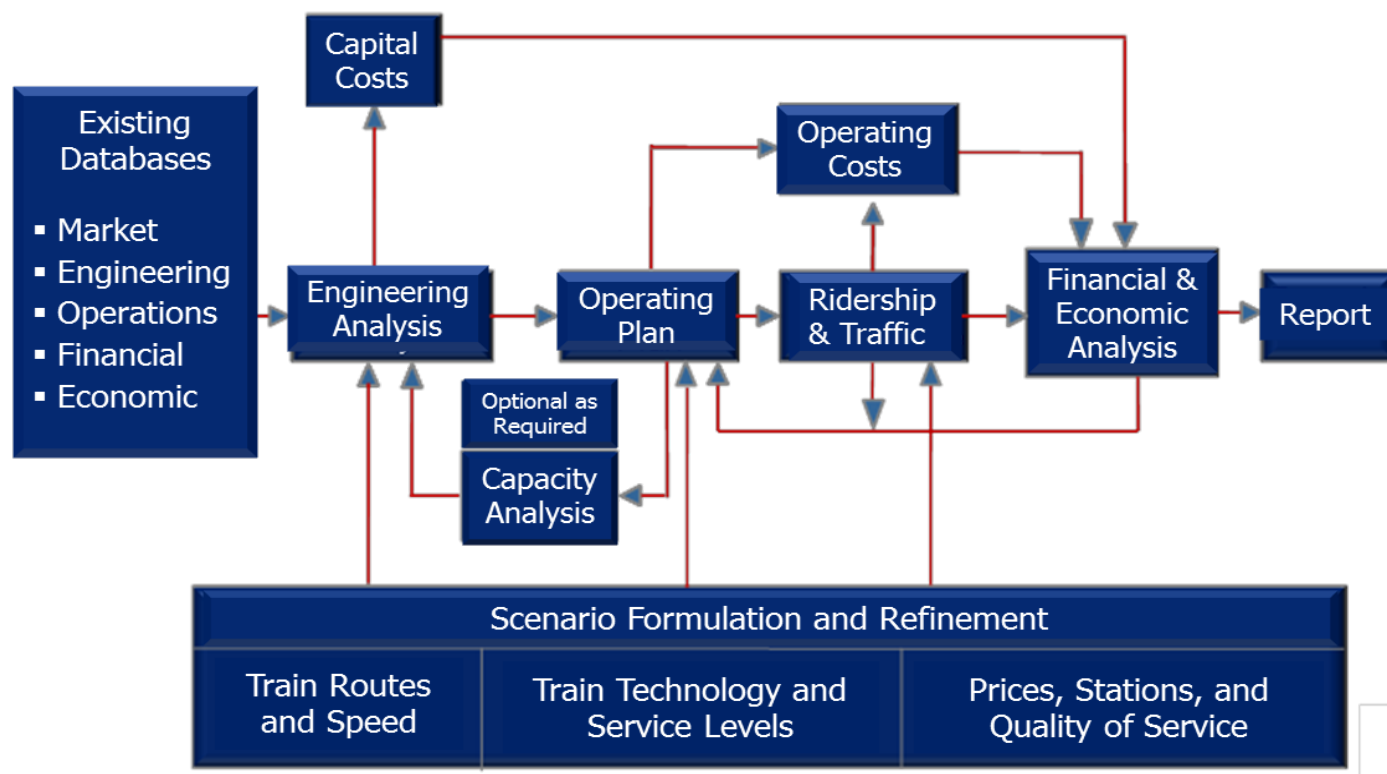 Capital
Costs
Existing
Databases
▪ Market
▪ Engineering
▪ Operations
▪ Financial
▪ Economic
Operating
Costs
Engineering
Analysis
Operating
Plan
Ridership
& Traffic
Financial &
Economic
Analysis
Report
Optional as
Required
Capacity
Analysis
Scenario Formulation and Refinement
Train Routes
and Speed
Train Technology and
Service Levels
Prices, Stations, and
Quality of Service